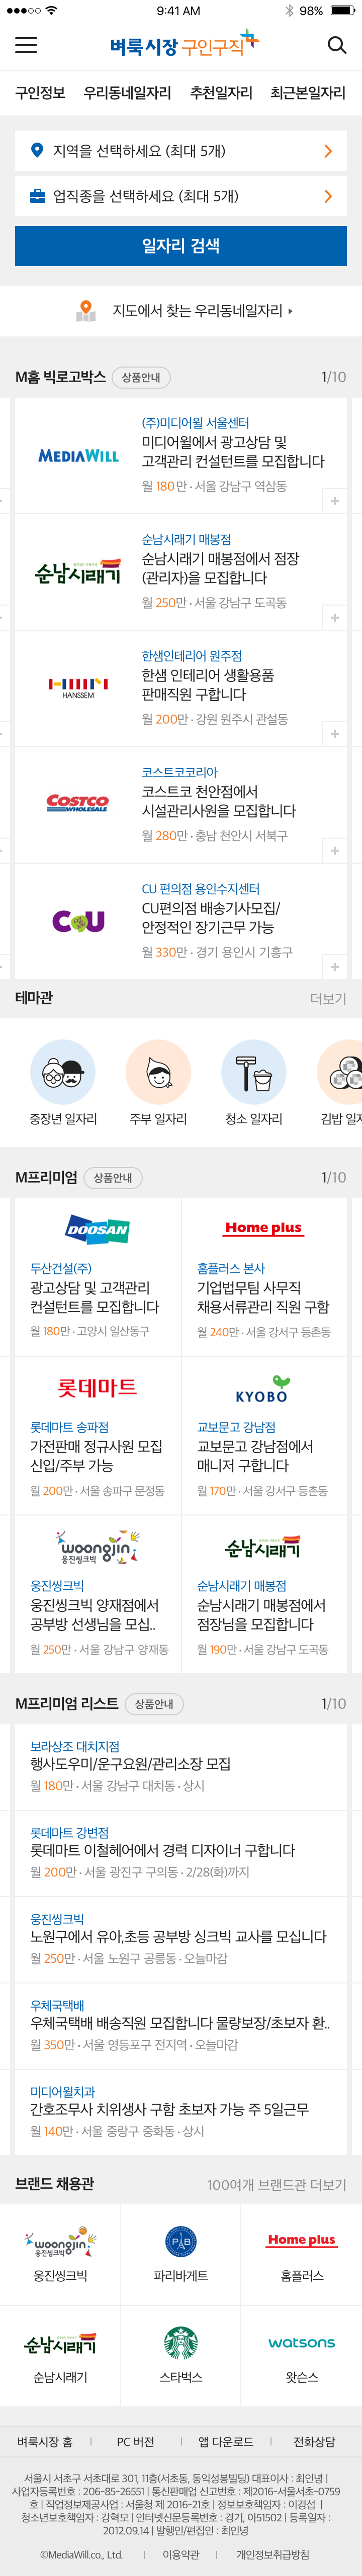 9:41 AM
98%
벼룩시장 구인구직
구인정보 우리동네일자리 추천일자리 최근본일자리
지역을 선택하세요 (최대 5개)
업직종을 선택하세요 (최대 5개)
일자리 검색
지도에서 찾는 우리동네일자리
M홈 빅로고박스 상품안내 1/10
MEDIAWILL
(주)미디어윌 서울센터
미디어윌에서 광고상담 및
고객관리 컨설턴트를 모집합니다
월 180만 · 서울 강남구 역삼동
순남시래기
순남시래기 매봉점
순남시래기 매봉점에서 점장
(관리자)을 모집합니다
월 250만 · 서울 강남구 도곡동
HANSSEM
한샘인테리어 원주점
한샘 인테리어 생활용품
판매직원 구합니다
월 200만 · 강원 원주시 관설동
COSTCO
WHOLESALE
코스트코코리아
코스트코 천안점에서
시설관리사원을 모집합니다
월 280만 · 충남 천안시 서북구
CU
CU 편의점 용인수지센터
CU편의점 배송기사모집/
안정적인 장기근무 가능
월 330만 · 경기 용인시 기흥구
테마관 더보기
중장년 일자리 주부 일자리 청소 일자리 김밥 일자
M프리미엄 상품안내 1/10
DOOSAN
두산건설(주)
광고상담 및 고객관리
컨설턴트를 모집합니다
월 180만 · 고양시 일산동구
Home plus
홈플러스 본사
기업법무팀 사무직
채용서류관리 직원 구함
월 240만 · 서울 강서구 등촌동
롯데마트
롯데마트 송파점
가전판매 정규사원 모집
신입/주부 가능
월 200만 · 서울 송파구 문정동
KYOBO
교보문고 강남점
교보문고 강남점에서
매니저 구합니다
월 170만 · 서울 강서구 등촌동
woongjin
웅진씽크빅
웅진씽크빅
웅진씽크빅 양재점에서
공부방 선생님을 모십..
월 250만 · 서울 강남구 양재동
순남시래기
순남시래기 매봉점
순남시래기 매봉점에서
점장님을 모집합니다
월 190만 · 서울 강남구 도곡동
M프리미엄 리스트 상품안내 1/10
보라상조 대치지점
행사도우미/운구요원/관리소장 모집
월 180만 · 서울 강남구 대치동 · 상시
롯데마트 강변점
롯데마트 이철헤어에서 경력 디자이너 구합니다
월 200만 · 서울 광진구 구의동 · 2/28(화)까지
웅진씽크빅
노원구에서 유아,초등 공부방 싱크빅 교사를 모십니다
월 250만 · 서울 노원구 공릉동 · 오늘마감
우체국택배
우체국택배 배송직원 모집합니다 물량보장/초보자 환..
월 350만 · 서울 영등포구 전지역 · 오늘마감
미디어윌치과
간호조무사 치위생사 구함 초보자 가능 주 5일근무
월 140만 · 서울 중랑구 중화동 · 상시
브랜드 채용관 100여개 브랜드관 더보기
woongjin
웅진씽크빅
웅진씽크빅
PB
파리바게트
Home plus
홈플러스
순남시래기
순남시래기
스타벅스
watsons
왓슨스
벼룩시장 홈 | PC 버전 | 앱 다운로드 | 전화상담
서울시 서초구 서초대로 301, 11층(서초동, 동익성봉빌딩) 대표이사 : 최인녕 |
사업자등록번호 : 206-85-26551 | 통신판매업 신고번호 : 제2016-서울서초-0759
호 | 직업정보제공사업 : 서울청 제 2016-21호 | 정보보호책임자 : 이경섭 |
청소년보호책임자 : 강혁모 | 인터넷신문등록번호 : 경기, 아51502 | 등록일자 :
2012.09.14 | 발행인/편집인 : 최인녕
©MediaWill.co., Ltd. | 이용약관 | 개인정보취급방침